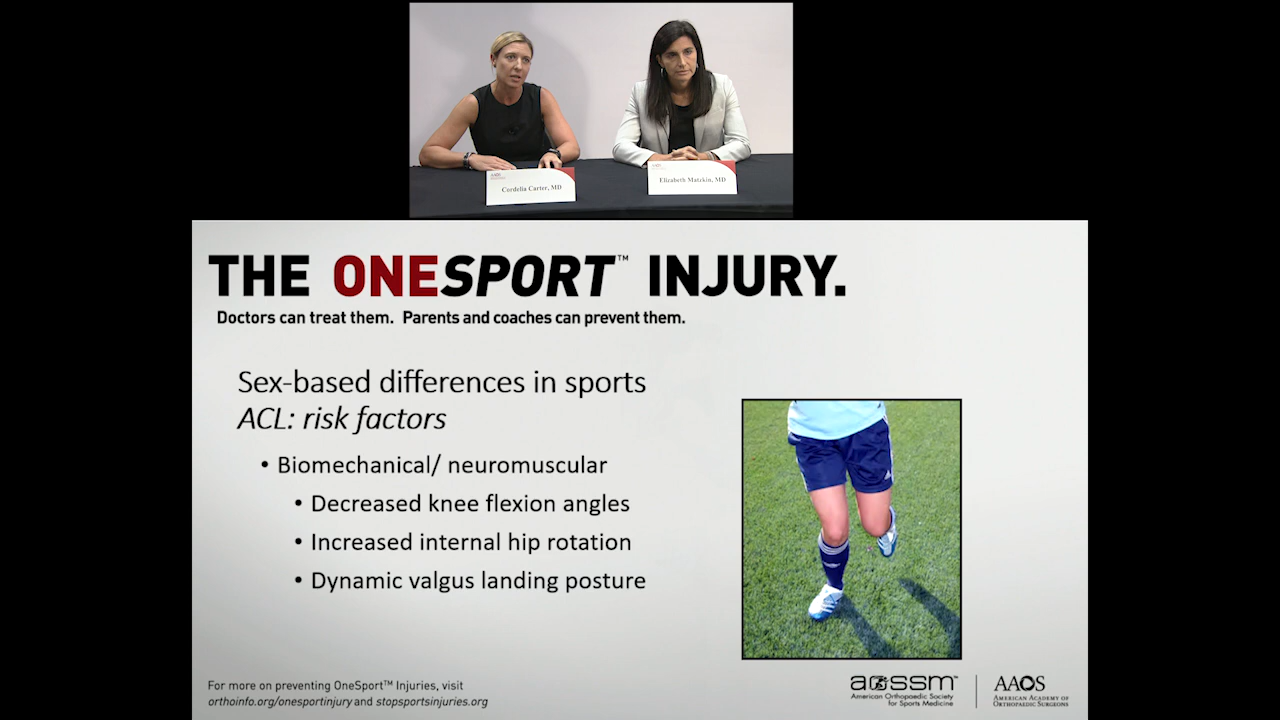 AAOS
Cordelia Carter, MD
AAOS
Elizabeth Matzkin, MD
THE ONESPORT™ INJURY.
Doctors can treat them. Parents and coaches can prevent them.
Sex-based differences in sports
ACL: risk factors
• Biomechanical/ neuromuscular
• Decreased knee flexion angles
• Increased internal hip rotation
• Dynamic valgus landing posture
For more on preventing OneSport™ Injuries, visit
orthoinfo.org/onesportinjury and stopsportsinjuries.org
aossm™
American Orthopaedic Society
for Sports Medicine
AAOS
AMERICAN ACADEMY OF
ORTHOPAEDIC SURGEONS